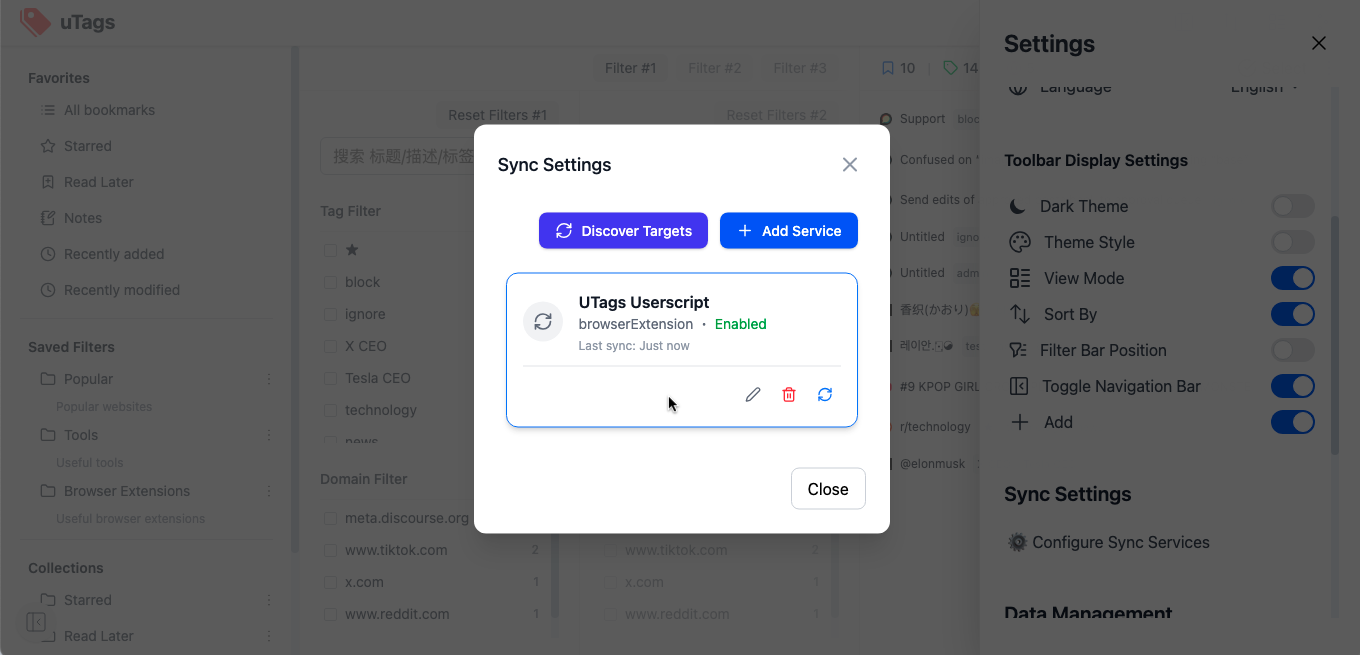 uTags
Favorites
All bookmarks
Starred
Read Later
Notes
Recently added
Recently modified
Saved Filters
Popular
Popular websites
Tools
Useful tools
Browser Extensions
Useful browser extensions
Collections
Starred
Read Later
Filter #1
Filter #2
Filter #3
Reset Filters #1
Reset Filters #2
搜索 标题/描述/标签
Tag Filter
★
block
ignore
X CEO
Tesla CEO
technology
news
Domain Filter
meta.discourse.org
www.tiktok.com 2
x.com 1
www.reddit.com 1
www.tiktok.com 2
x.com 1
www.reddit.com 1
10 | 14
Support
Confused on
Send edits of
Untitled
Untitled
香织(かおり)
레이안
#9 KPOP GIRL
r/technology
@elonmusk
Sync Settings
Discover Targets
+ Add Service
UTags Userscript
browserExtension · Enabled
Last sync: Just now
Close
Settings
Language English
Toolbar Display Settings
Dark Theme
Theme Style
View Mode
Sort By
Filter Bar Position
Toggle Navigation Bar
Add
Sync Settings
Configure Sync Services
Data Management